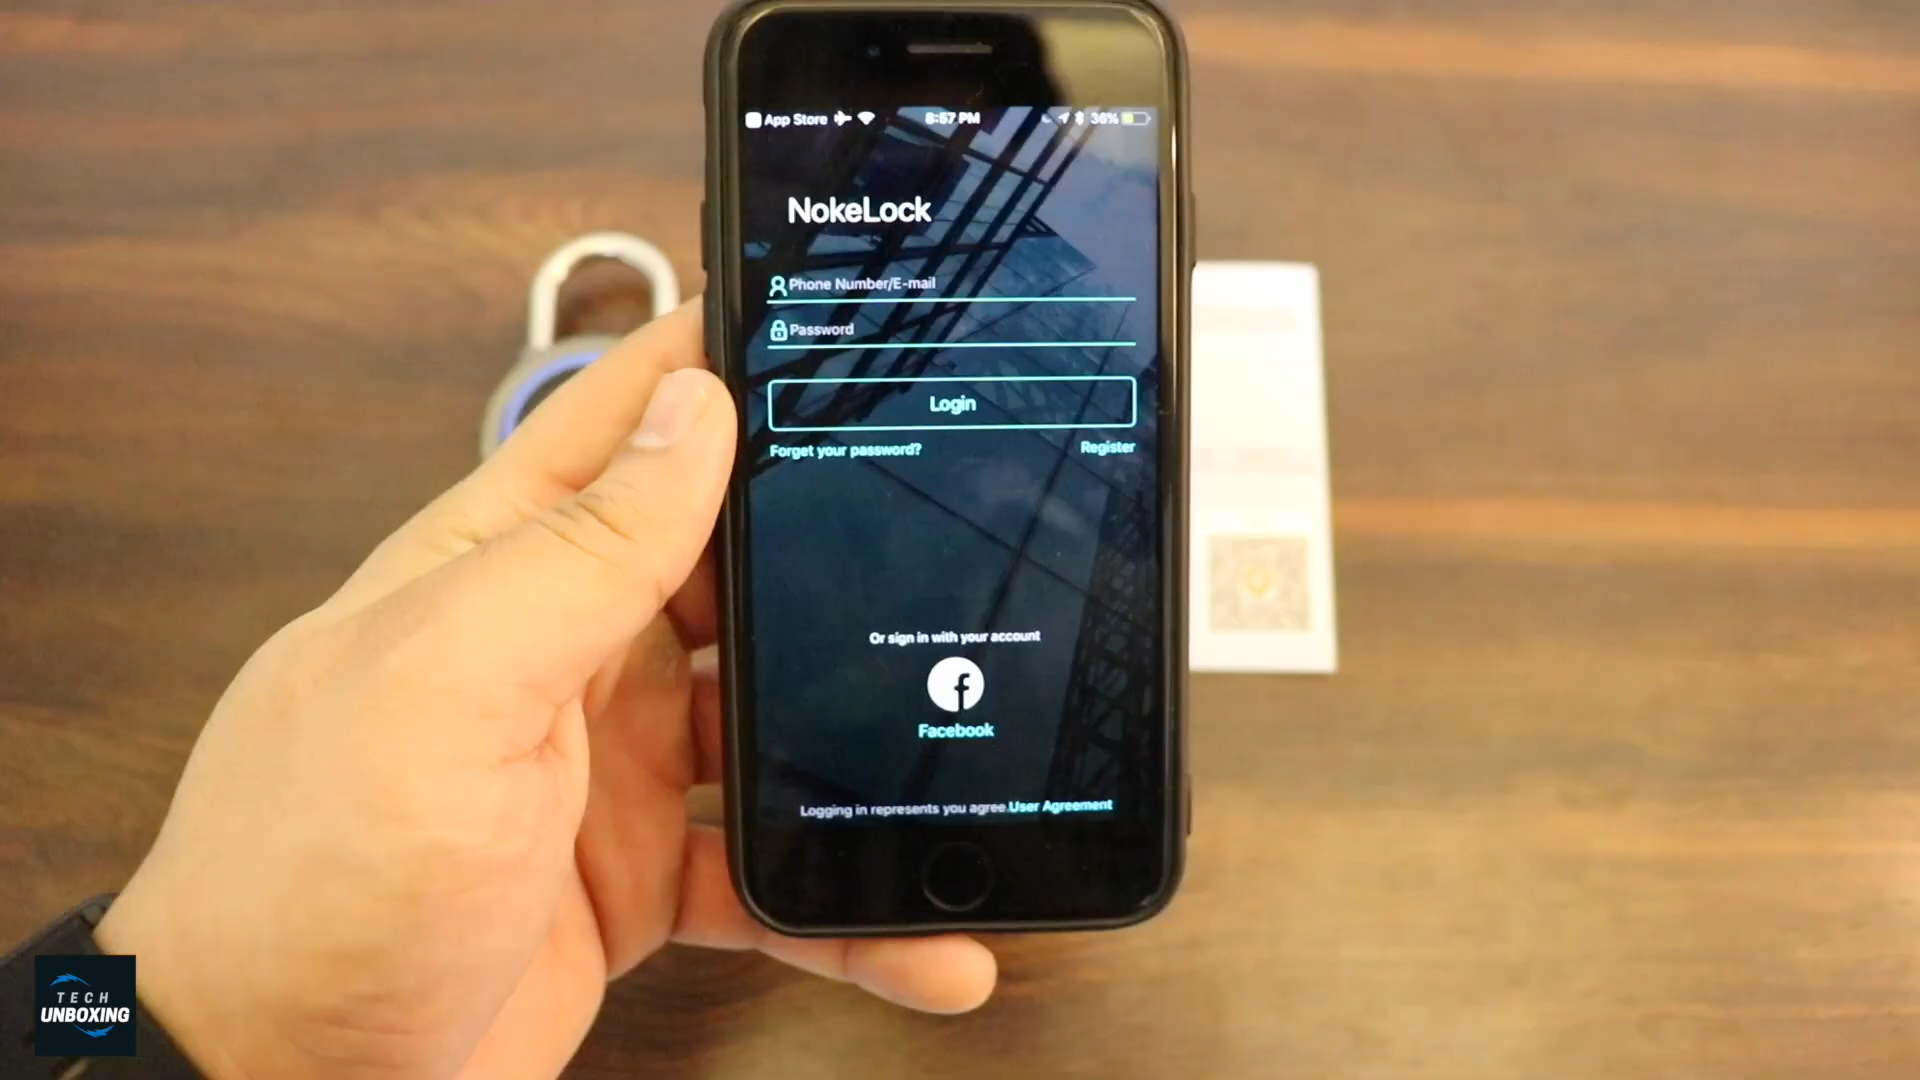 App Store
8:57 PM
36%
NokeLock
Phone Number/E-mail
Password
Login
Forget your password?
Register
Or sign in with your account
Facebook
Logging in represents you agree.User Agreement
TECH
UNBOXING